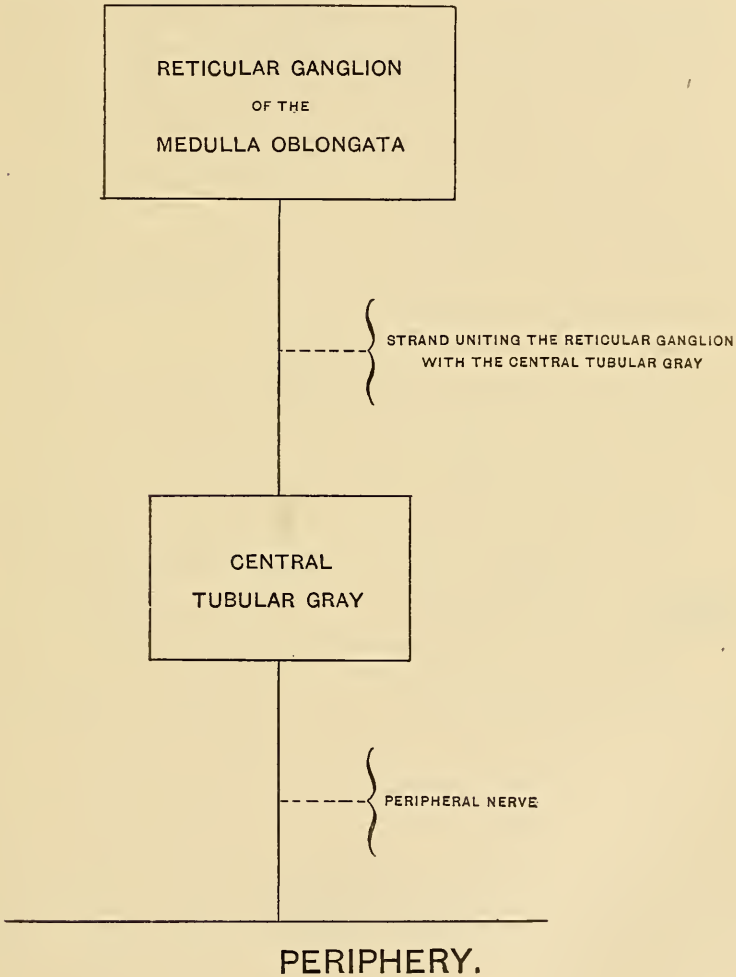 RETICULAR GANGLION
OF THE
MEDULLA OBLONGATA
STRAND UNITING THE RETICULAR GANGLION
WITH THE CENTRAL TUBULAR GRAY
CENTRAL
TUBULAR GRAY
PERIPHERAL NERVE
PERIPHERY.